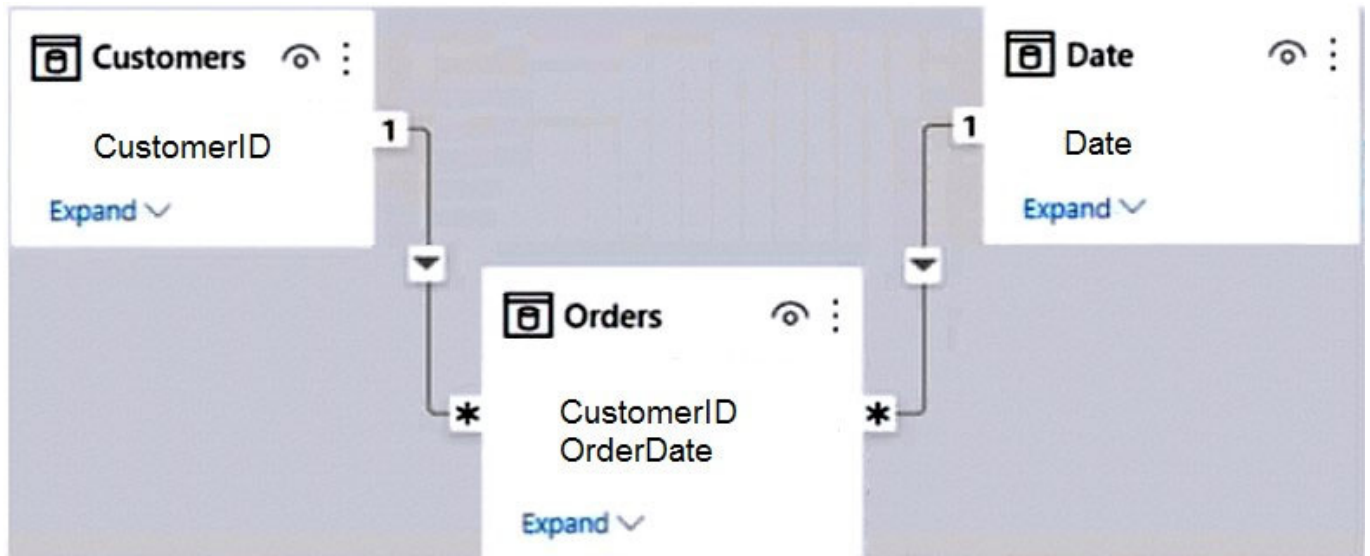 Customers
CustomerID
Expand
1
Date
Date
Expand
1
Orders
CustomerID
OrderDate
Expand
*
*